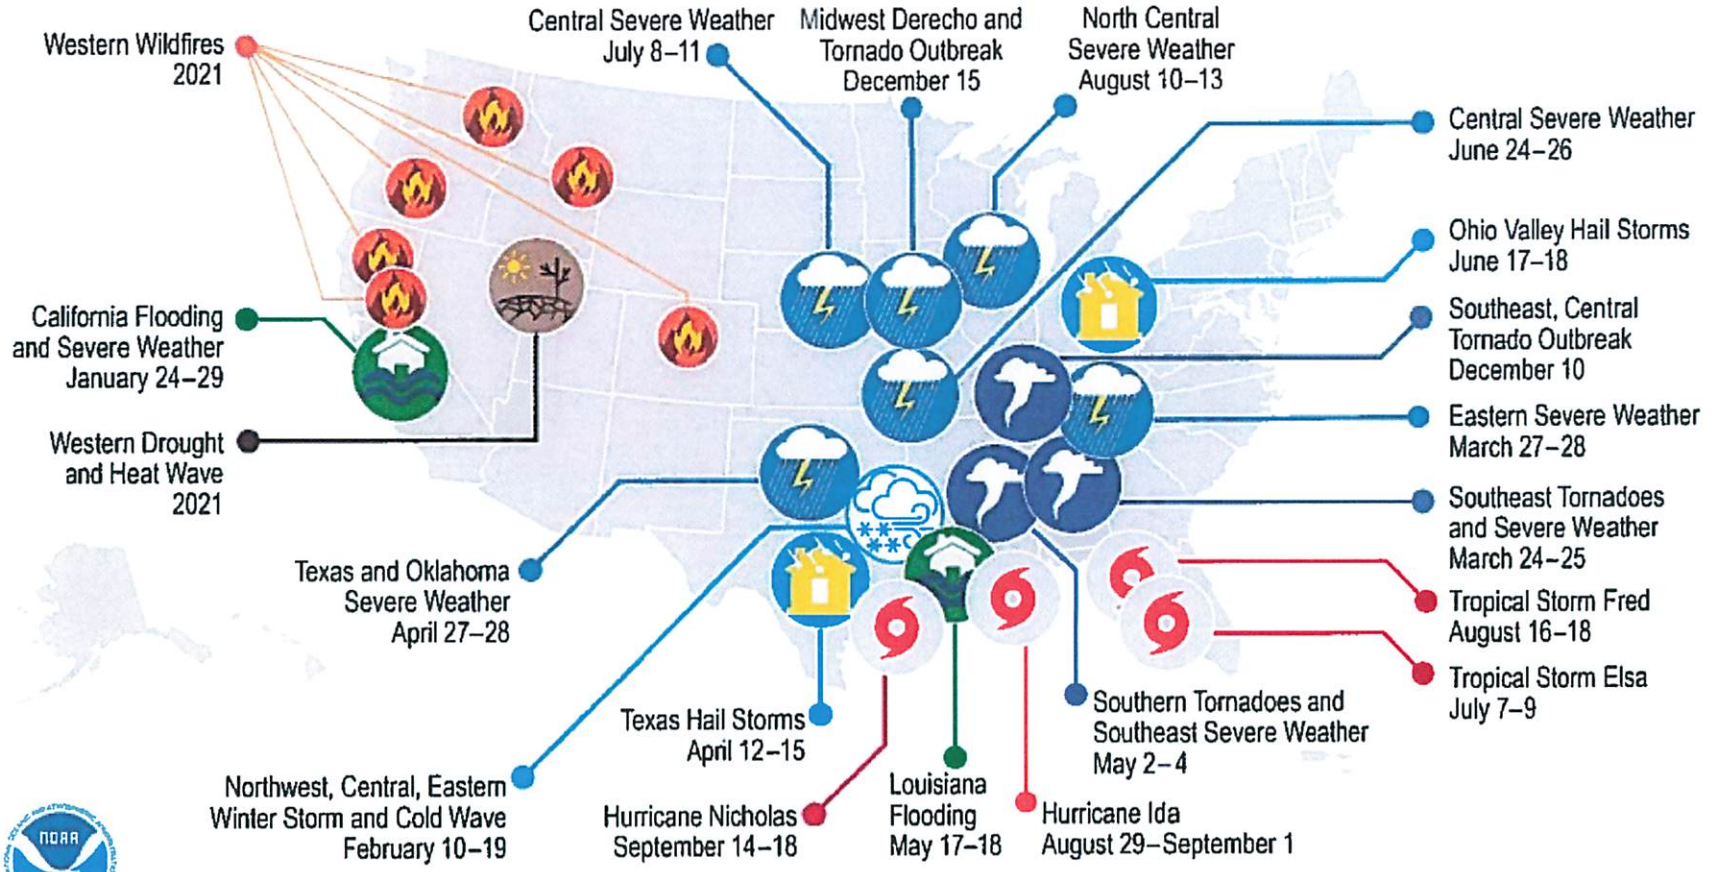 Western Wildfires
2021
Central Severe Weather
July 8–11
Midwest Derecho and
Tornado Outbreak
December 15
North Central
Severe Weather
August 10–13
Central Severe Weather
June 24–26
Ohio Valley Hail Storms
June 17–18
Southeast, Central
Tornado Outbreak
December 10
Eastern Severe Weather
March 27–28
Southeast Tornadoes
and Severe Weather
March 24–25
Tropical Storm Fred
August 16–18
Tropical Storm Elsa
July 7–9
California Flooding
and Severe Weather
January 24–29
Western Drought
and Heat Wave
2021
Texas and Oklahoma
Severe Weather
April 27–28
Texas Hail Storms
April 12–15
Southern Tornadoes and
Southeast Severe Weather
May 2–4
Northwest, Central, Eastern
Winter Storm and Cold Wave
February 10–19
Hurricane Nicholas
September 14–18
Louisiana
Flooding
May 17–18
Hurricane Ida
August 29–September 1
NOAA